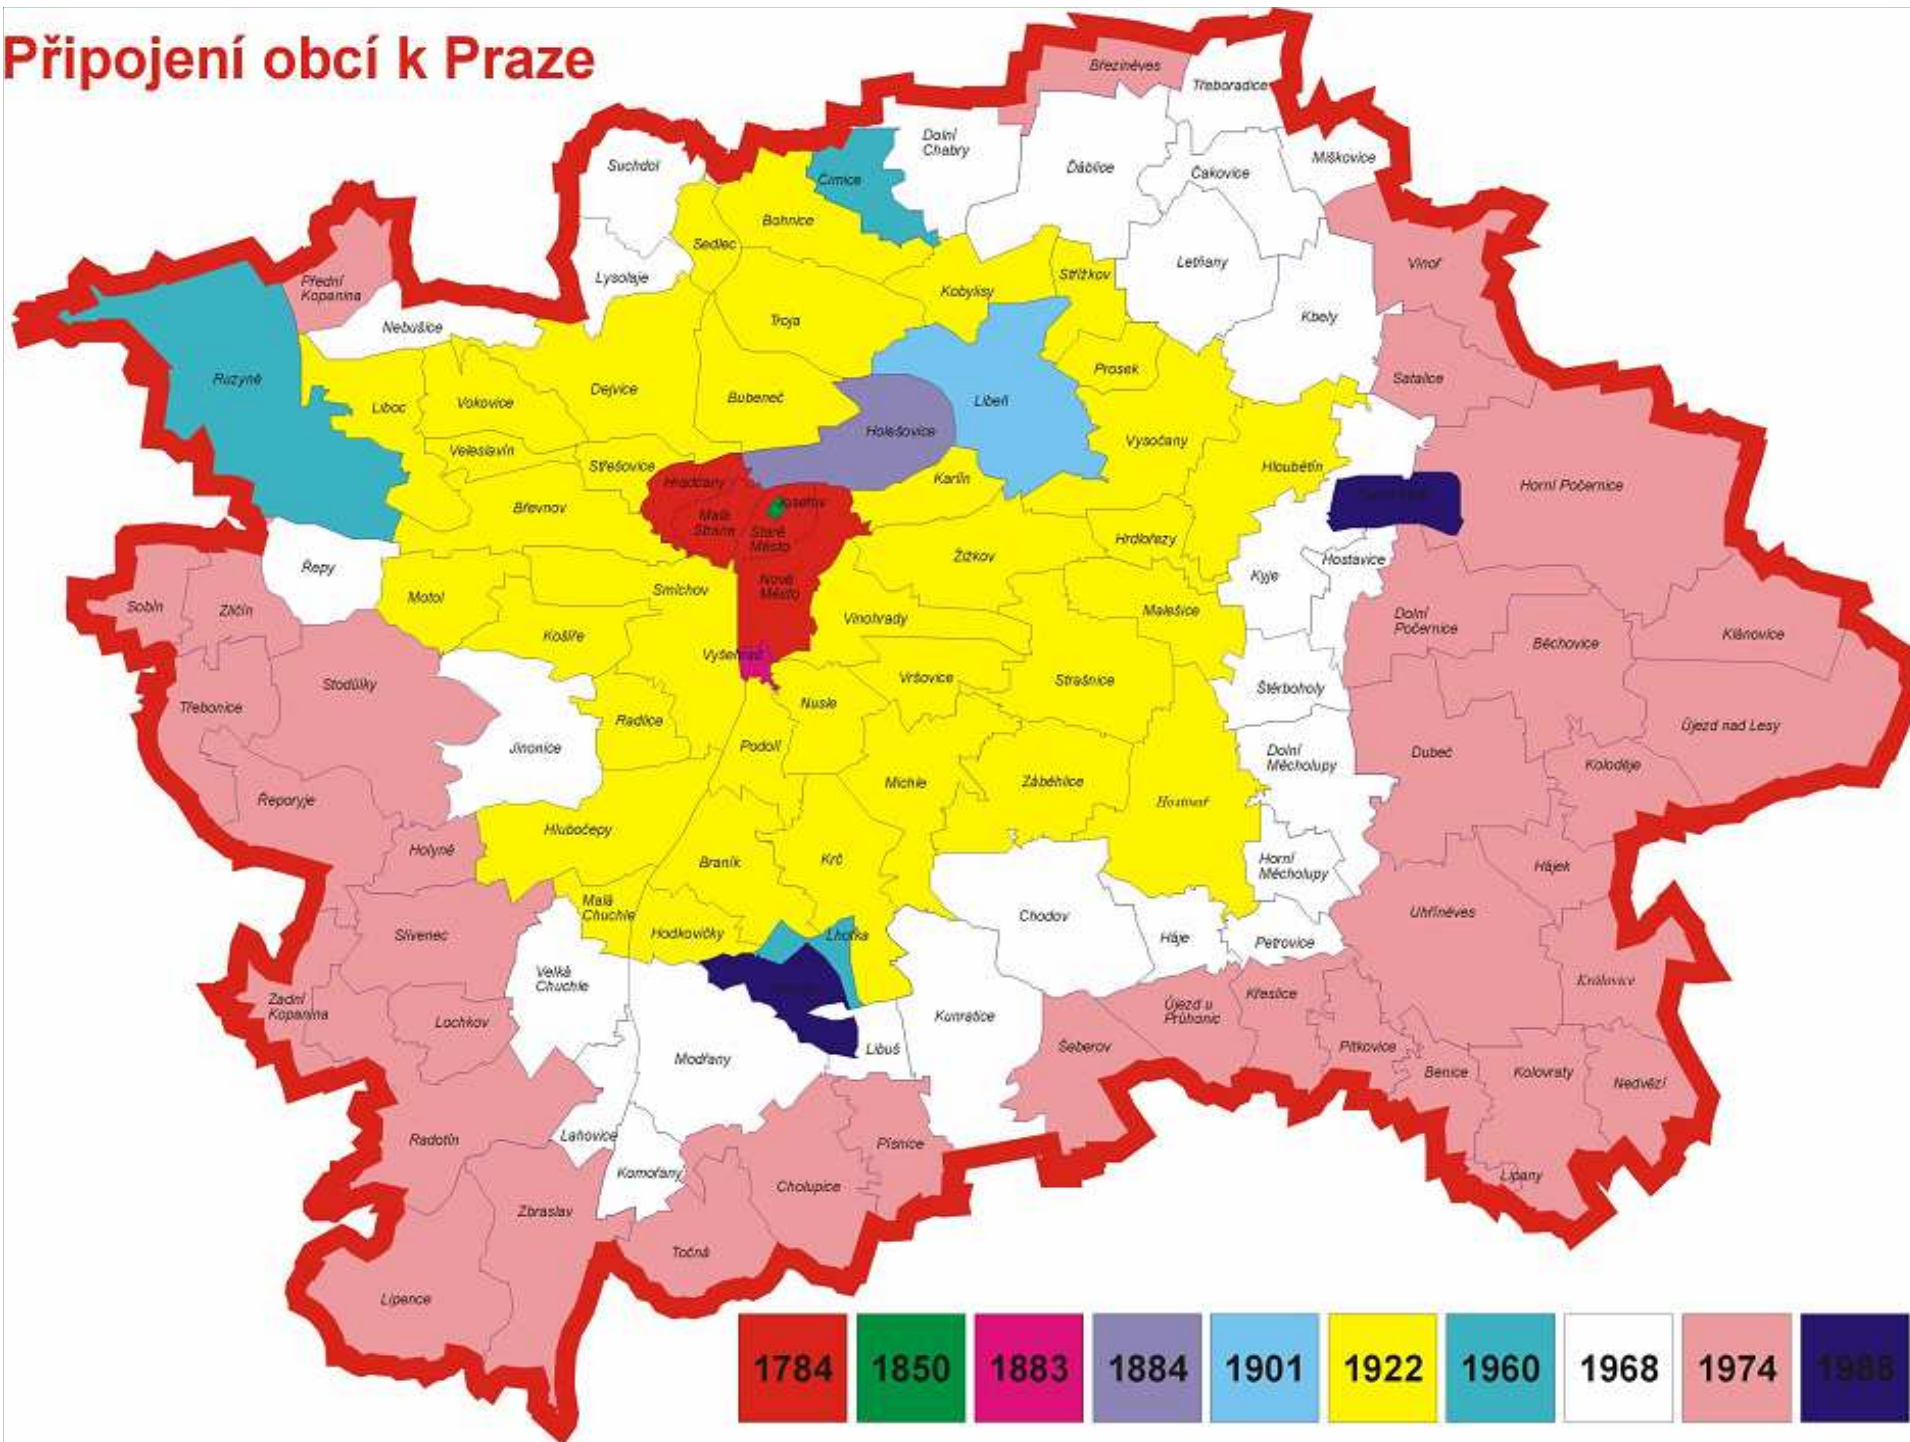 Připojení obcí k Praze
Březiněves
Třeboradice
Dolní
Chabry
Ďáblice
Čakovice
Miškovice
Suchdol
Čimice
Bohnice
Sedlec
Lysolaje
Přední
Kopanina
Nebušice
Troja
Kobylisy
Střížkov
Letňany
Vinoř
Kbely
Ruzyně
Liboc
Vokovice
Dejvice
Bubeneč
Libeň
Prosek
Satalice
Holešovice
Veleslavín
Střešovice
Vysočany
Hloubětín
Karlín
Horní Počernice
Hradčany
Josefov
Břevnov
Malá
Strana
Staré
Město
Žižkov
Hrdlořezy
Hostavice
Kyje
Řepy
Motol
Smíchov
Nové
Město
Sobín
Zličín
Košíře
Vinohrady
Malešice
Dolní
Počernice
Běchovice
Klánovice
Vyšehrad
Vršovice
Strašnice
Štěrboholy
Stodůlky
Třebonice
Radlice
Nusle
Jinonice
Podolí
Dolní
Měcholupy
Dubeč
Újezd nad Lesy
Koloděje
Michle
Záběhlice
Hostivař
Řeporyje
Hlubočepy
Holyně
Braník
Krč
Horní
Měcholupy
Hájek
Malá
Chuchle
Chodov
Uhříněves
Slivenec
Hodkovičky
Lhotka
Háje
Petrovice
Velká
Chuchle
Královice
Zadní
Kopanina
Lochkov
Kunratice
Újezd u
Průhonic
Křeslice
Modřany
Libuš
Šeberov
Pitkovice
Benice
Kolovraty
Nedvězí
Radotín
Lahovice
Komořany
Písnice
Cholupice
Lipany
Zbraslav
Točná
Lipence
1784
1850
1883
1884
1901
1922
1960
1968
1974
1988